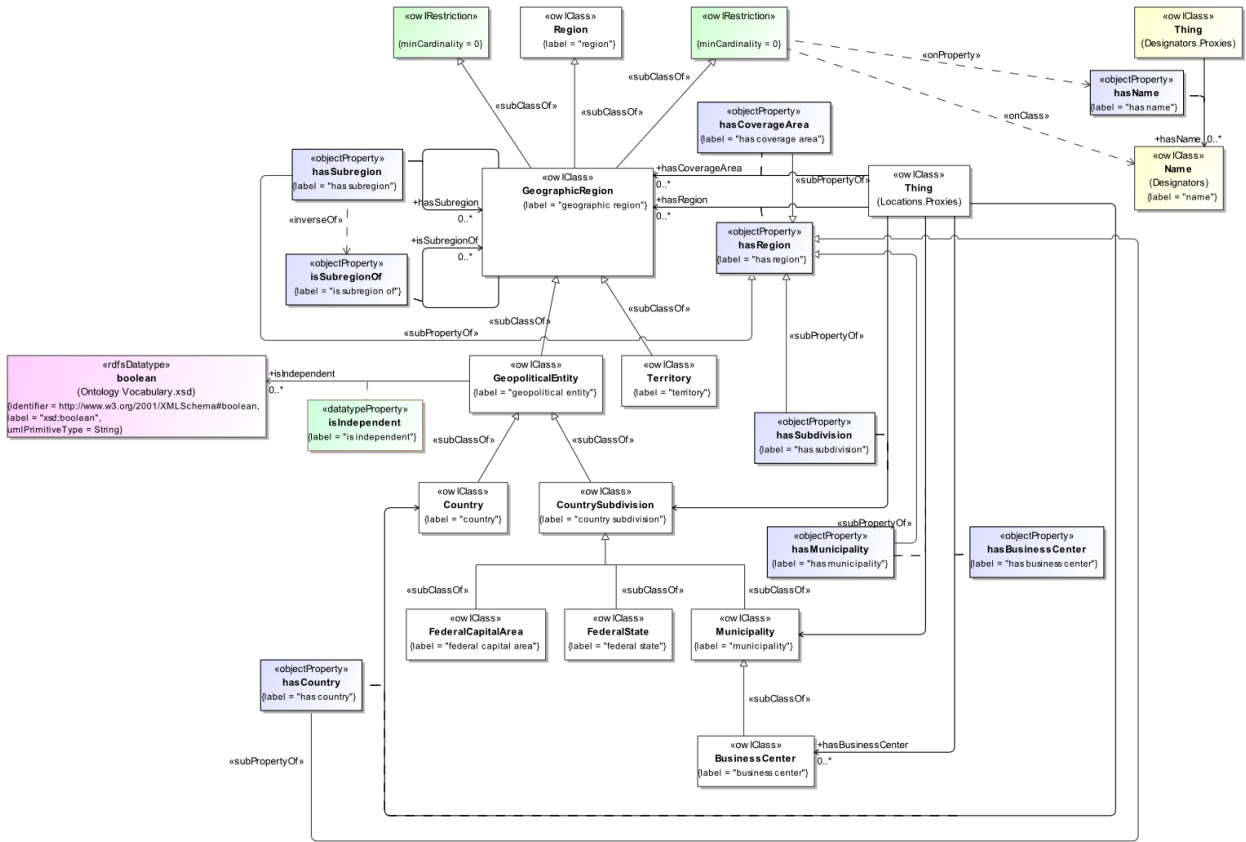 «owlRestriction»
{minCardinality = 0}
«owlClass»
Region
{label = "region"}
«owlRestriction»
{minCardinality = 0}
«owlClass»
Thing
(Designators.Proxies)
«onProperty»
«objectProperty»
hasName
{label = "has name"}
«subClassOf»
«subClassOf»
«subClassOf»
«onClass»
«objectProperty»
hasCoverageArea
{label = "has coverage area"}
+hasName
0..*
«owlClass»
Name
(Designators)
{label = "name"}
«objectProperty»
hasSubregion
{label = "has subregion"}
+hasSubregion
0..*
«owlClass»
GeographicRegion
{label = "geographic region"}
+hasCoverageArea
0..*
«subPropertyOf»
+hasRegion
0..*
«owlClass»
Thing
(Locations.Proxies)
«inverseOf»
+isSubregionOf
0..*
«objectProperty»
hasRegion
{label = "has region"}
«objectProperty»
isSubregionOf
{label = "is subregion of"}
«subClassOf»
«subClassOf»
«subPropertyOf»
«subPropertyOf»
«rdfsDatatype»
boolean
(Ontology Vocabulary.xsd)
{identifier = http://www.w3.org/2001/XMLSchema#boolean,
label = "xsd:boolean",
umlPrimitiveType = String}
+isIndependent
0..*
«owlClass»
GeopoliticalEntity
{label = "geopolitical entity"}
«owlClass»
Territory
{label = "territory"}
«datatypeProperty»
isIndependent
{label = "is independent"}
«subClassOf»
«subClassOf»
«objectProperty»
hasSubdivision
{label = "has subdivision"}
«owlClass»
Country
{label = "country"}
«owlClass»
CountrySubdivision
{label = "country subdivision"}
«subPropertyOf»
«objectProperty»
hasMunicipality
{label = "has municipality"}
«objectProperty»
hasBusinessCenter
{label = "has business center"}
«subClassOf»
«subClassOf»
«subClassOf»
«owlClass»
FederalCapitalArea
{label = "federal capital area"}
«owlClass»
FederalState
{label = "federal state"}
«owlClass»
Municipality
{label = "municipality"}
«objectProperty»
hasCountry
{label = "has country"}
«subClassOf»
«subPropertyOf»
«owlClass»
BusinessCenter
{label = "business center"}
+hasBusinessCenter
0..*